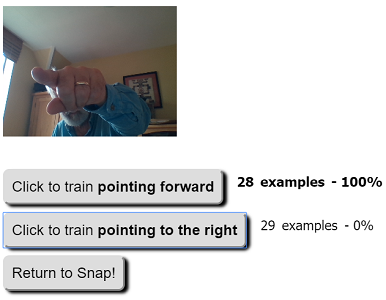 Click to train pointing forward 28 examples - 100%
Click to train pointing to the right 29 examples - 0%
Return to Snap!